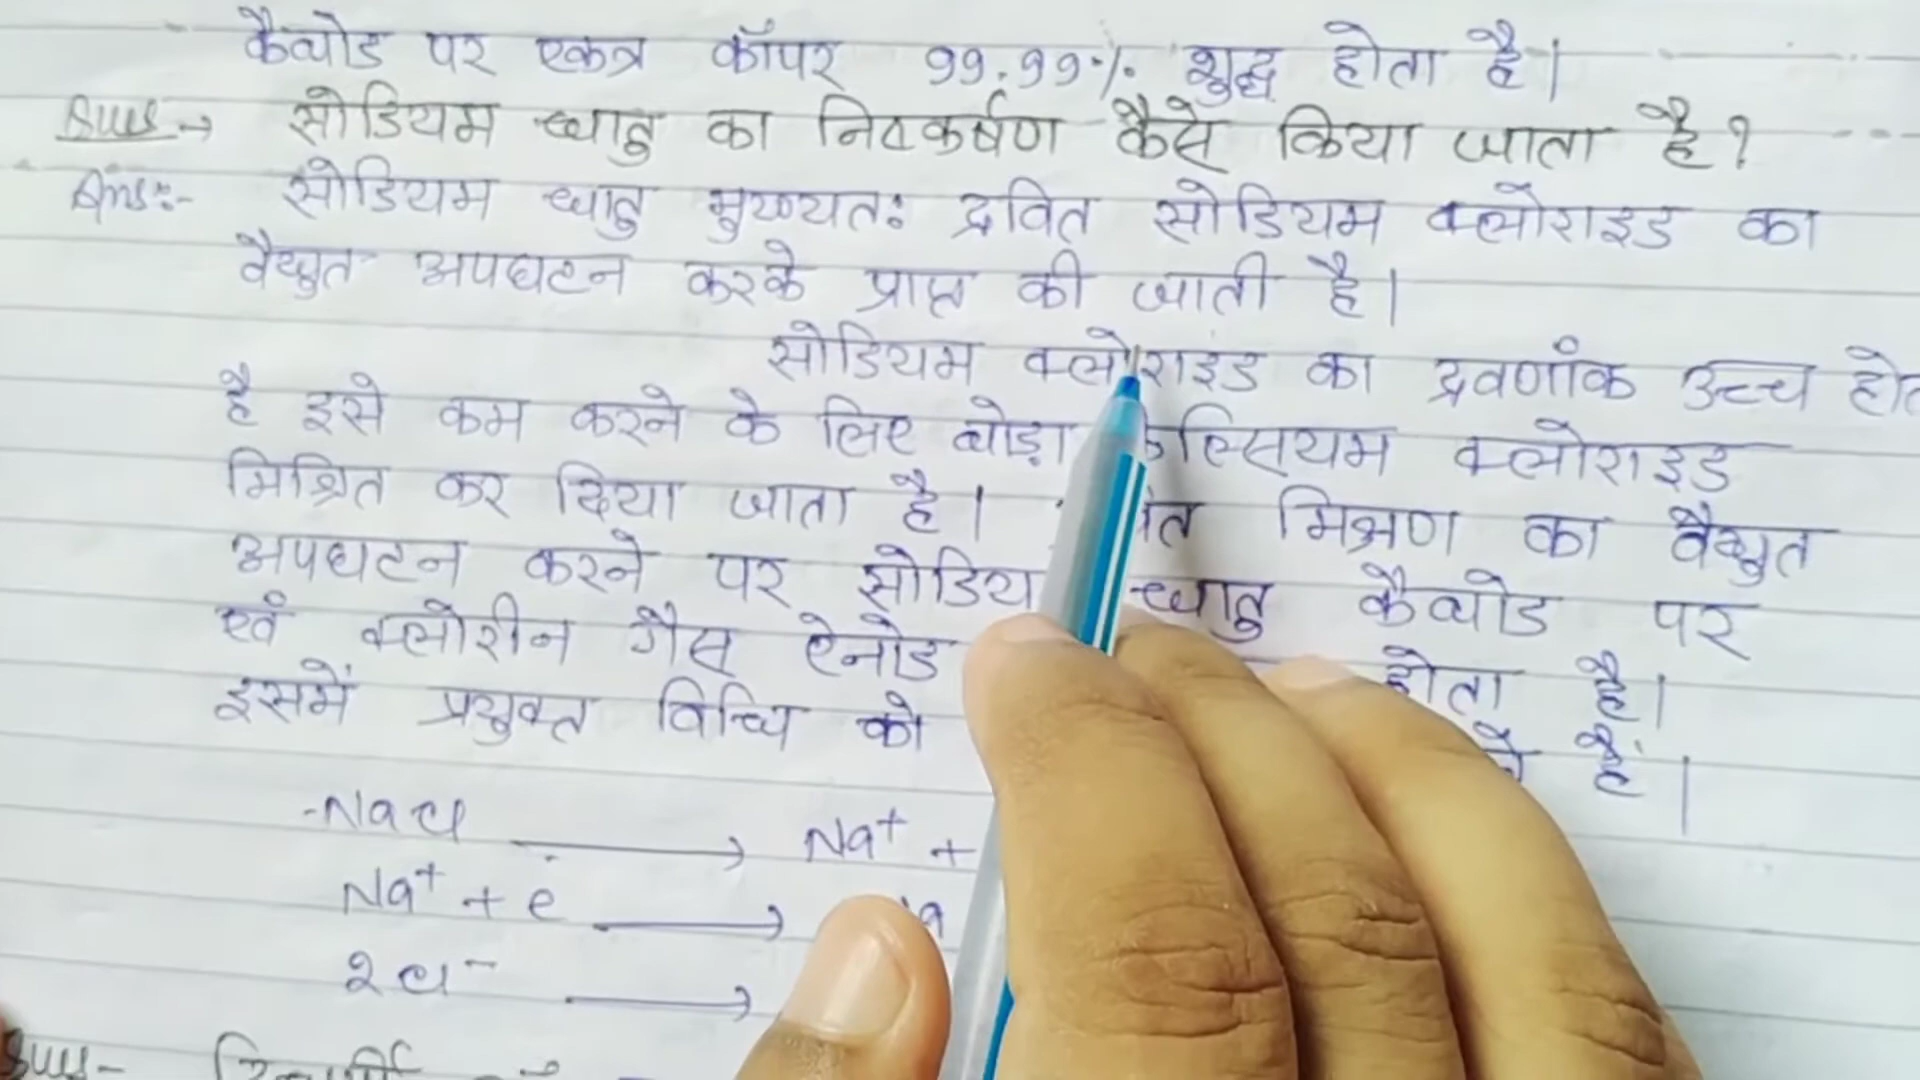 कैथोड पर एकत्र कॉपर 99.99% शुद्ध होता है।
सोडियम धातु का निष्कर्षण कैसे किया जाता है?
Ans:- सोडियम धातु मुख्यतः द्रवित सोडियम क्लोराइड का
वैद्युत अपघटन करके प्राप्त की जाती है।
सोडियम क्लोराइड का द्रवणांक उच्च
है इसे कम करने के लिए थोड़ा क्लोराइड
मिश्रित कर दिया जाता है। मिश्रण का वैद्युत
अपघटन करने पर धातु कैथोड पर
एवं क्लोरीन गैस ऐनोड होता है।
इसमें प्रयुक्त विधि को हैं।
NaCl → Na⁺ +
Na⁺ + e →
2Cl⁻ →